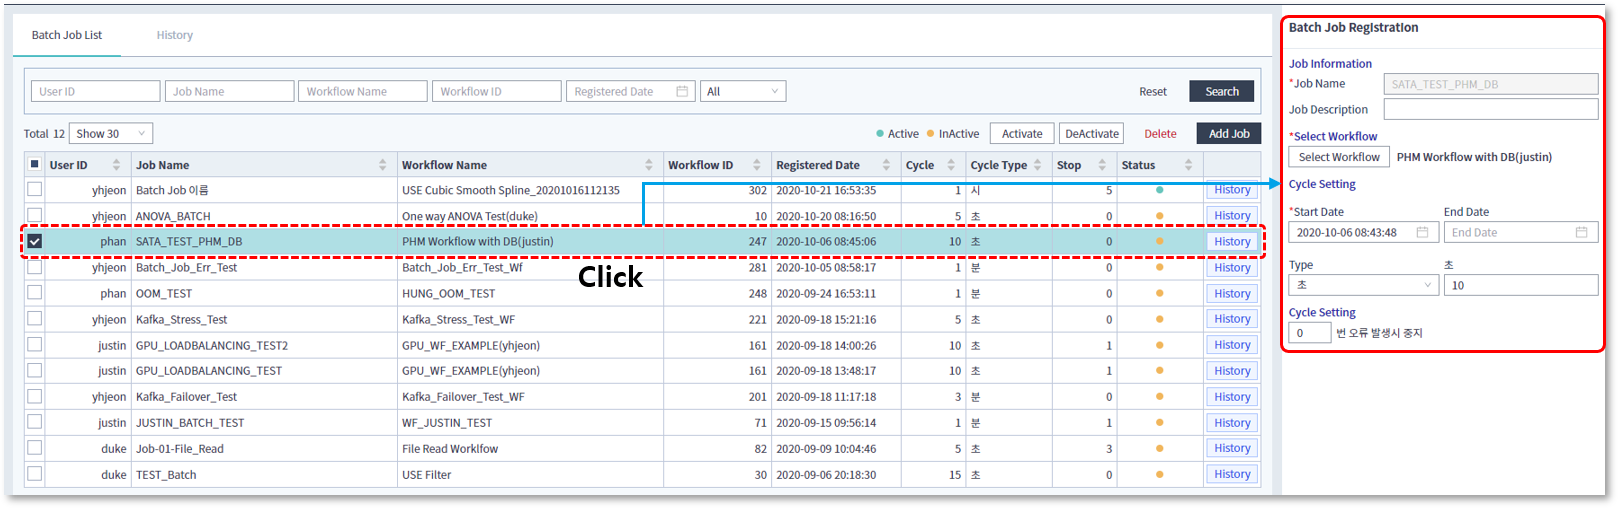 Batch Job List History
User ID Job Name Workflow Name Workflow ID Registered Date All Reset Search
Total 12 Show 30 Active InActive Activate DeActivate Delete Add Job
User ID Job Name Workflow Name Workflow ID Registered Date Cycle Cycle Type Stop Status
yhjeon Batch Job 이름 USE Cubic Smooth Spline_20201016112135 302 2020-10-21 16:53:35 1 시 5 History
yhjeon ANOVA_BATCH One way ANOVA Test(duke) 10 2020-10-20 08:16:50 5 초 0 History
phan SATA_TEST_PHM_DB PHM Workflow with DB(justin) 247 2020-10-06 08:45:06 10 초 0 History
yhjeon Batch_Job_Err_Test Batch_Job_Err_Test_Wf 281 2020-10-05 08:58:17 1 분 0 History
Click
phan OOM_TEST HUNG_OOM_TEST 248 2020-09-24 16:53:11 1 분 0 History
yhjeon Kafka_Stress_Test Kafka_Stress_Test_WF 221 2020-09-18 15:21:16 5 초 0 History
justin GPU_LOADBALANCING_TEST2 GPU_WF_EXAMPLE(yhjeon) 161 2020-09-18 14:00:26 10 초 1 History
justin GPU_LOADBALANCING_TEST GPU_WF_EXAMPLE(yhjeon) 161 2020-09-18 13:48:17 10 초 1 History
yhjeon Kafka_Failover_Test Kafka_Failover_Test_WF 201 2020-09-18 11:17:18 3 분 0 History
justin JUSTIN_BATCH_TEST WF_JUSTIN_TEST 71 2020-09-15 09:56:14 1 분 1 History
duke Job-01-File_Read File Read Worklfow 82 2020-09-09 10:04:46 5 초 3 History
duke TEST_Batch USE Filter 30 2020-09-06 20:18:30 15 초 0 History
Batch Job Registration
Job Information
*Job Name SATA_TEST_PHM_DB
Job Description
*Select Workflow
Select Workflow PHM Workflow with DB(justin)
Cycle Setting
*Start Date End Date
2020-10-06 08:43:48 End Date
Type 초
초 10
Cycle Setting
0 번 오류 발생시 중지